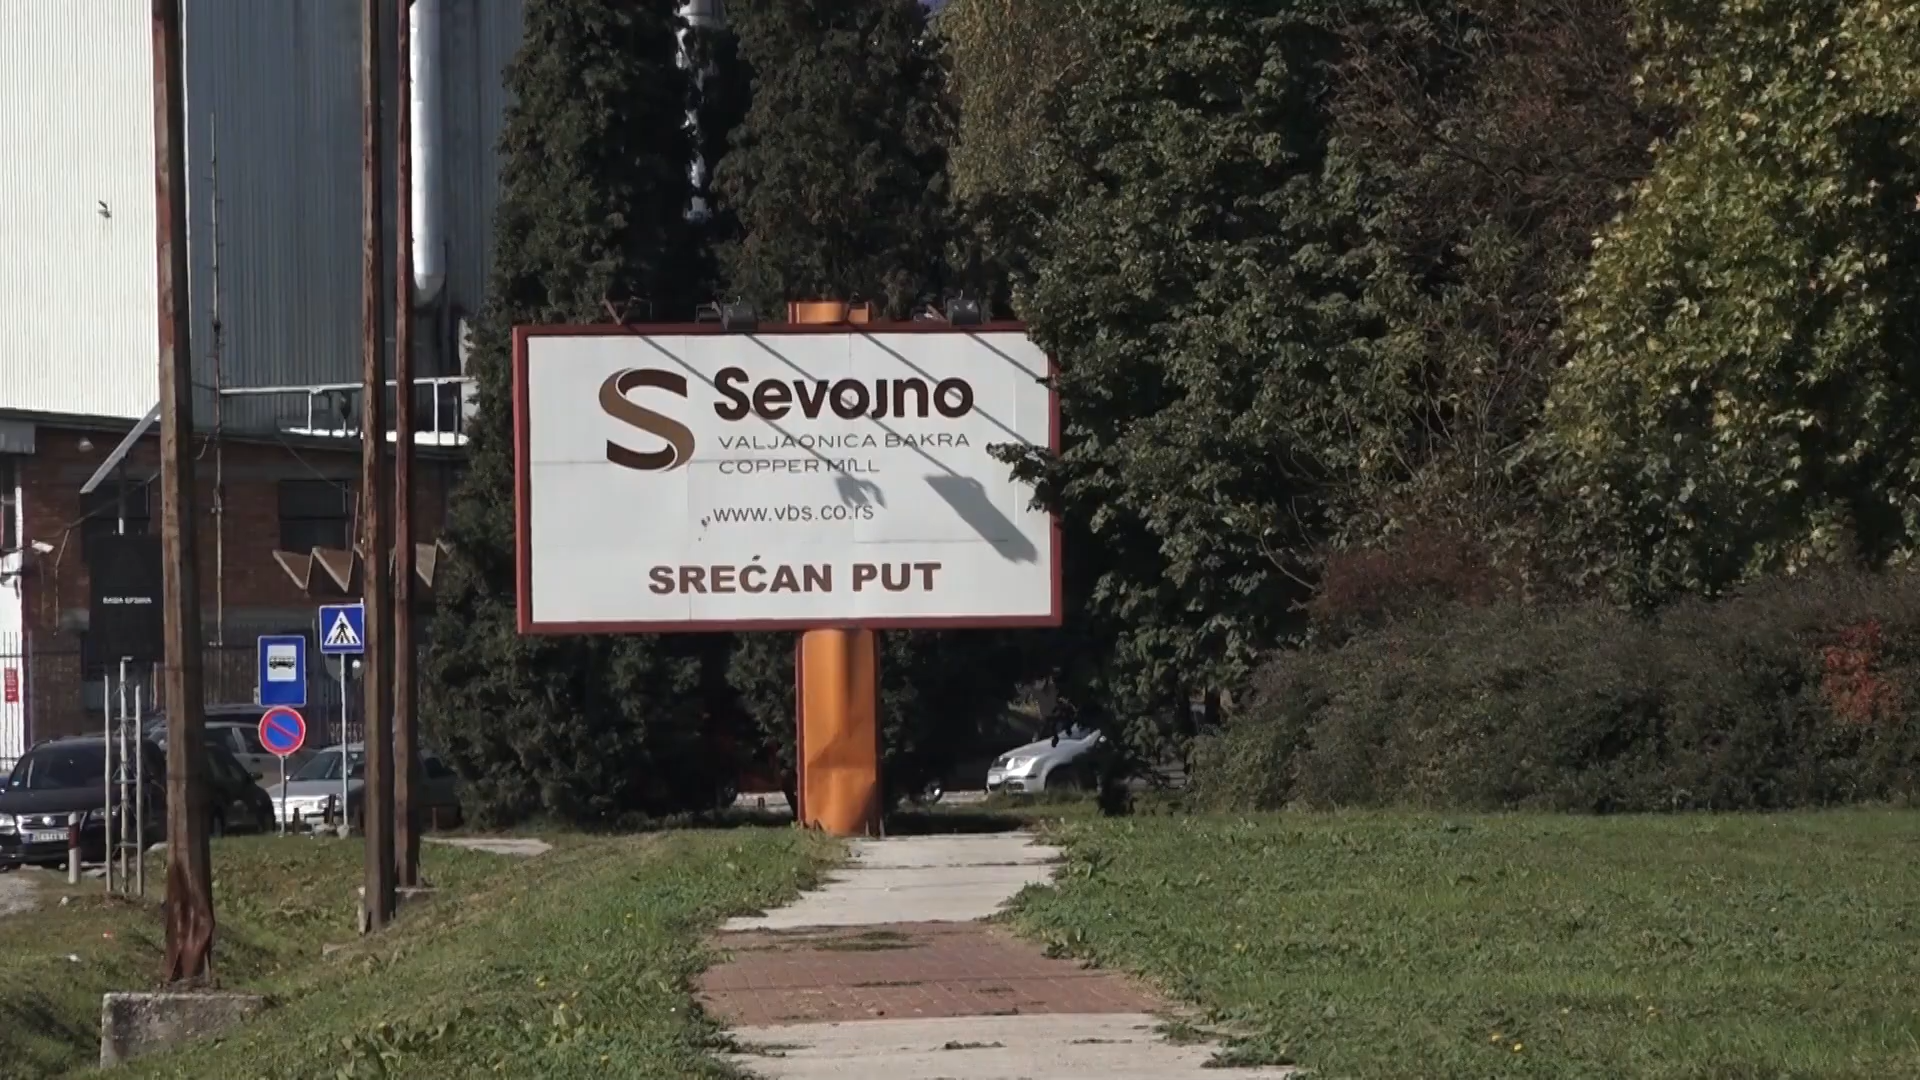 Sevojno
VALJAONICA BAKRA
COPPER MILL
www.vbs.co.rs
SREĆAN PUT